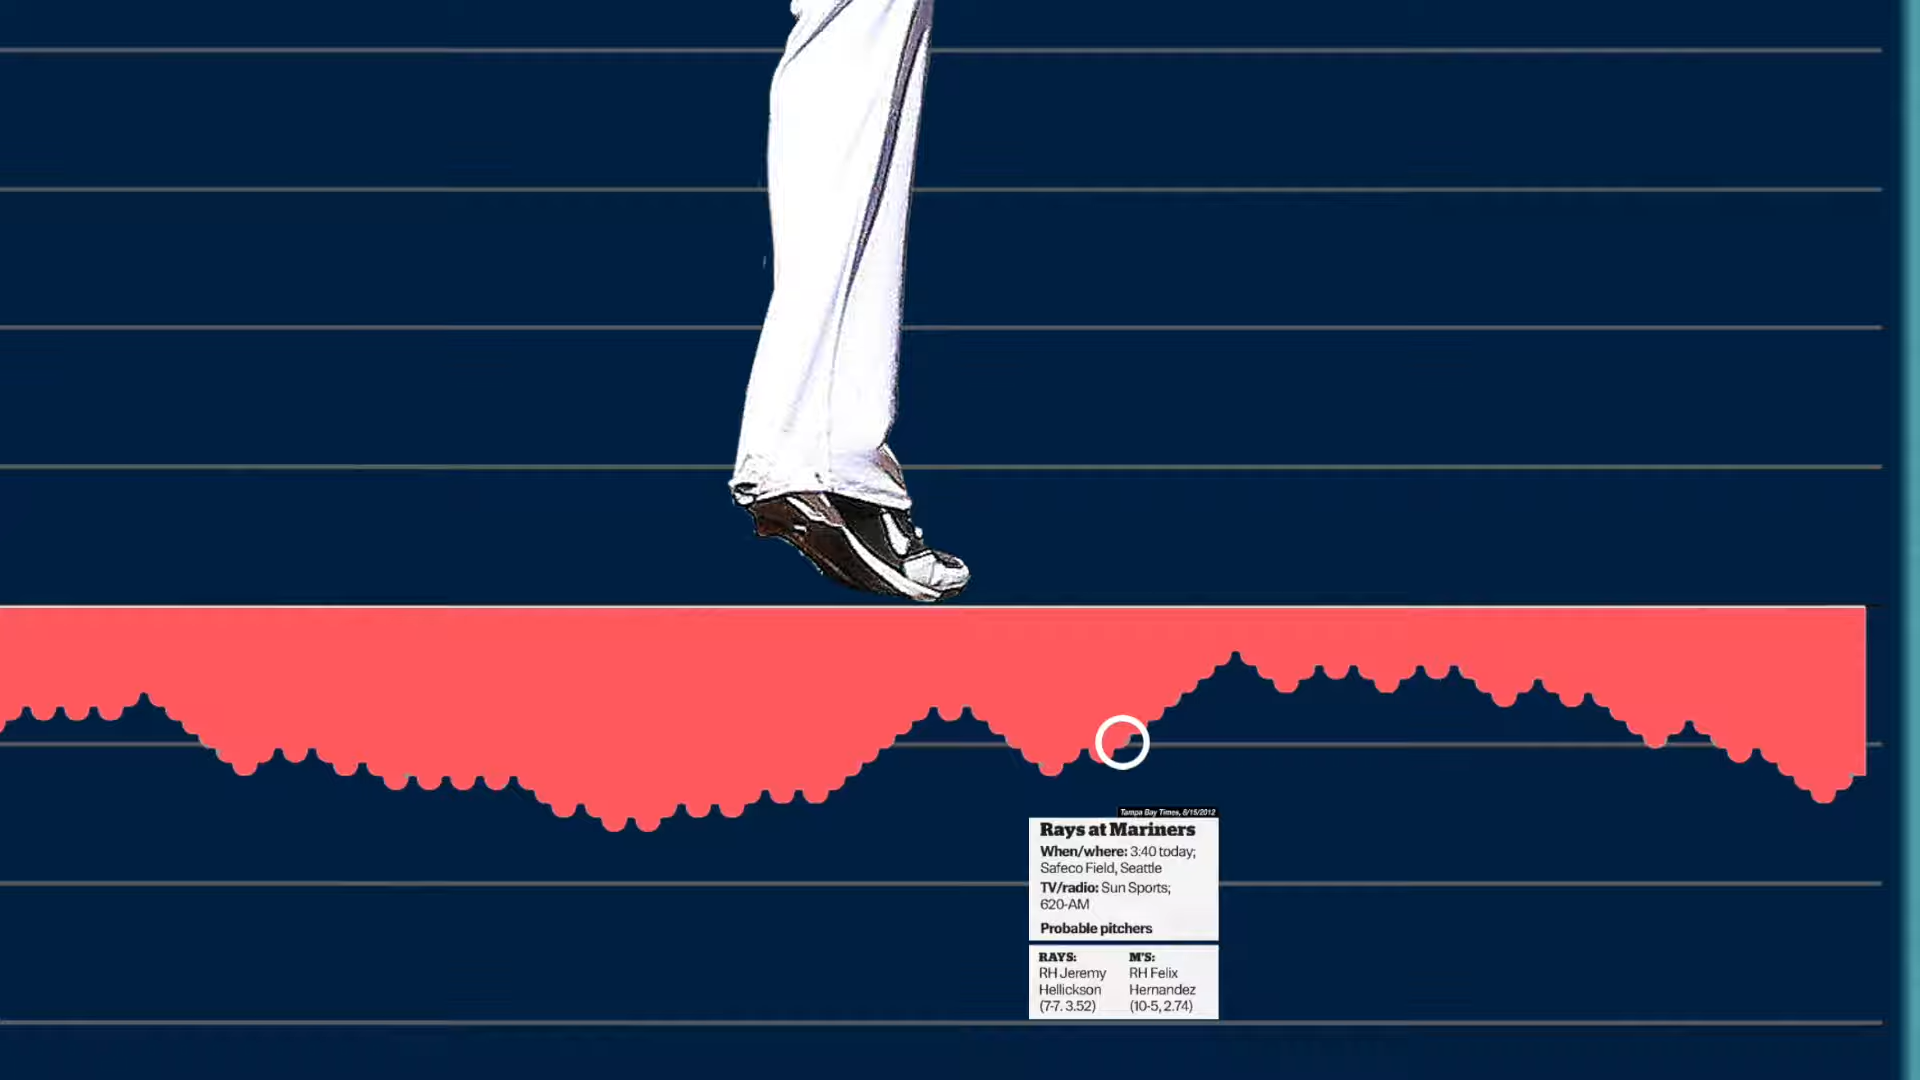 Tampa Bay Times, 8/15/2012
Rays at Mariners
When/where: 3:40 today;
Safeco Field, Seattle
TV/radio: Sun Sports;
620-AM
Probable pitchers
RAYS:
RH Jeremy
Hellickson
(7-7. 3.52)
M'S:
RH Felix
Hernandez
(10-5, 2.74)